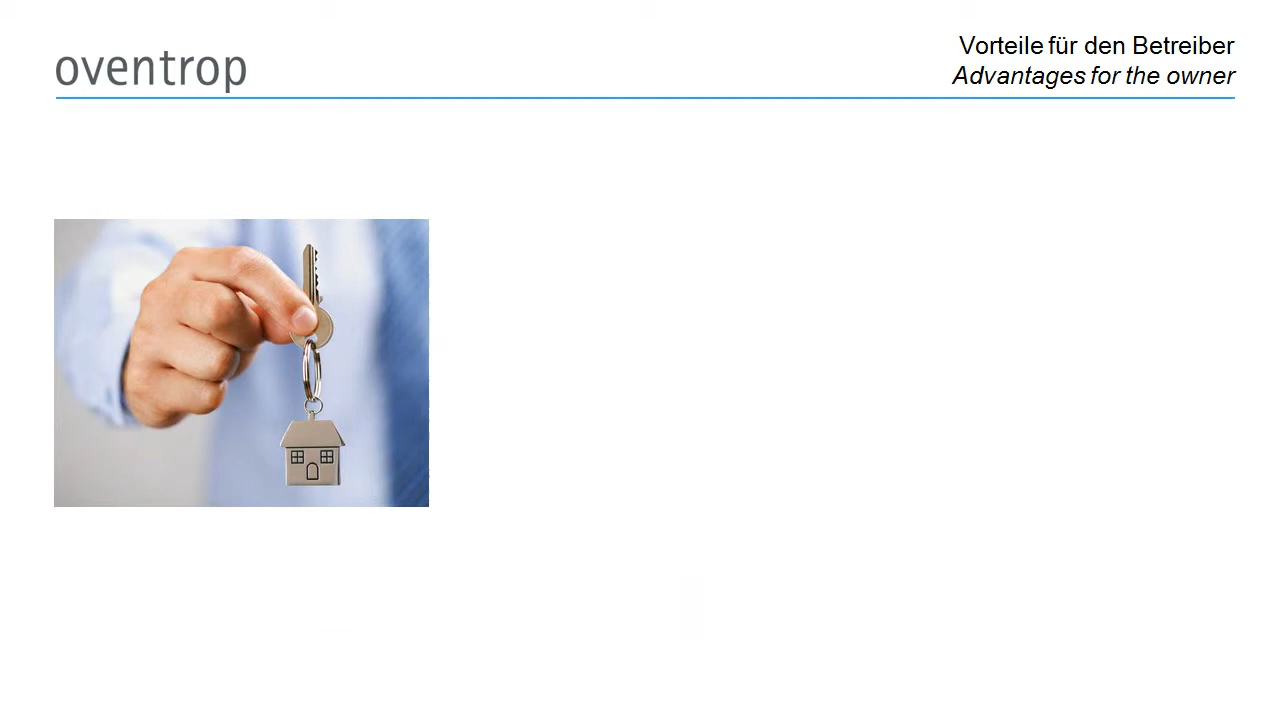 oventrop
Vorteile für den Betreiber
Advantages for the owner